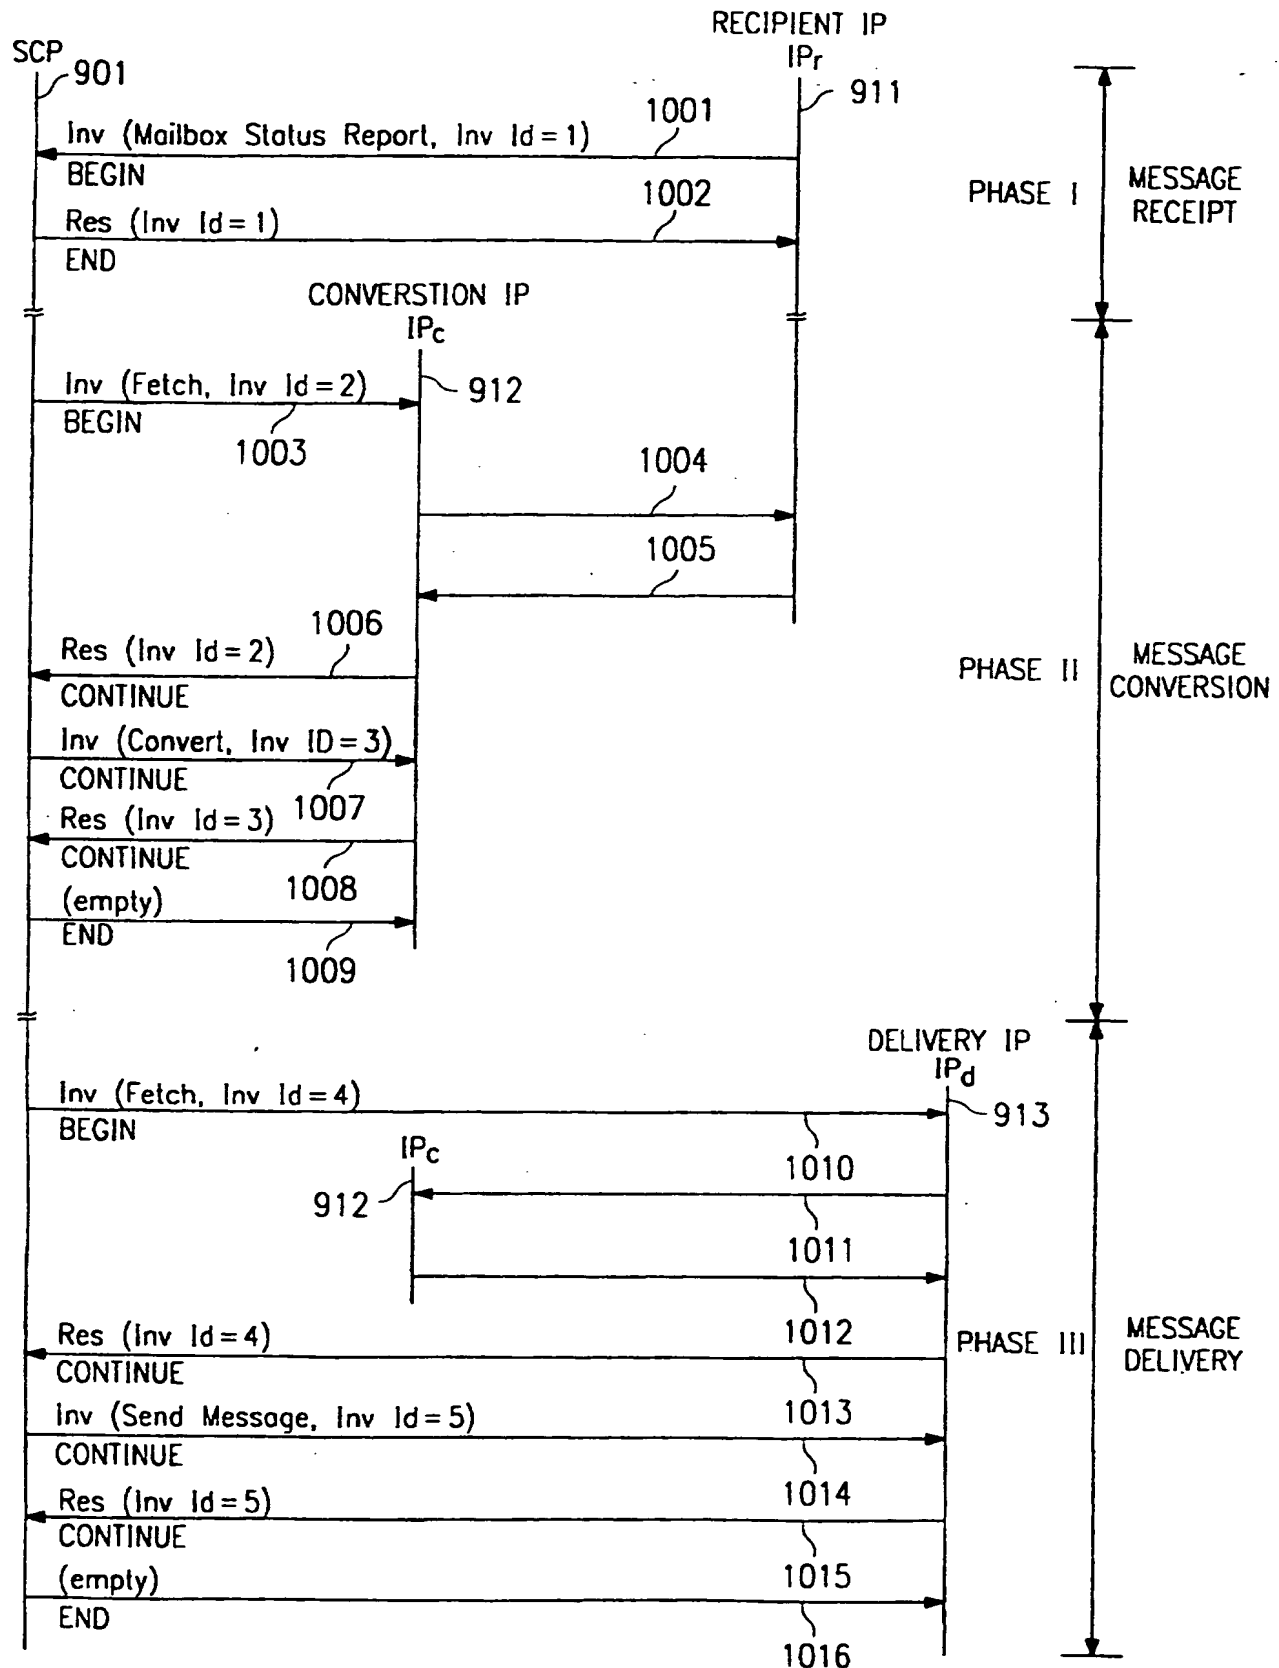 RECIPIENT IP
SCP
IPr
901
911
1001
Inv (Mailbox Status Report, Inv Id=1)
BEGIN
1002
PHASE I
MESSAGE
RECEIPT
Res (Inv Id=1)
END
CONVERSTION IP
IPc
Inv (Fetch, Inv Id=2)
912
BEGIN
1003
1004
1005
1006
Res (Inv Id=2)
CONTINUE
PHASE II
MESSAGE
CONVERSION
Inv (Convert, Inv ID=3)
CONTINUE
1007
Res (Inv Id=3)
CONTINUE
1008
(empty)
END
1009
DELIVERY IP
IPd
Inv (Fetch, Inv Id=4)
913
BEGIN
IPc
1010
912
1011
1012
Res (Inv Id=4)
PHASE III
MESSAGE
DELIVERY
CONTINUE
1013
Inv (Send Message, Inv Id=5)
CONTINUE
1014
Res (Inv Id=5)
CONTINUE
1015
(empty)
END
1016